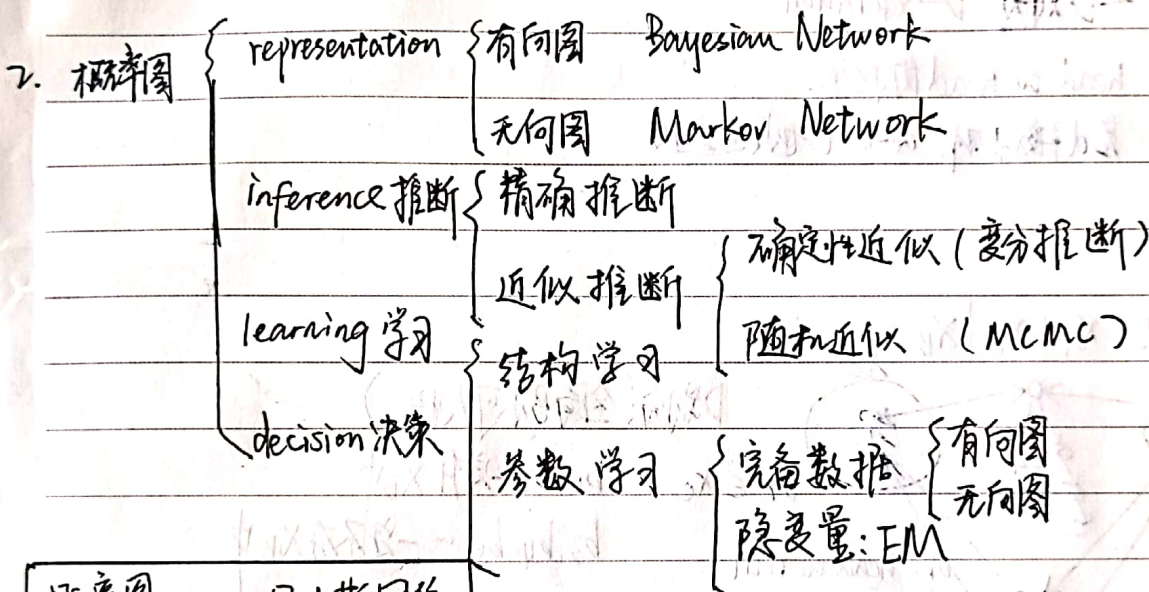 representation 有向图 Bayesian Network
2. 概率图
无向图 Markov Network
inference 推断 精确推断
确定性近似 (变分推断)
近似推断
learning 学习 随机近似 (MCMC)
结构学习
decision 决策 有向图
参数学习 完备数据
无向图
隐变量: EM